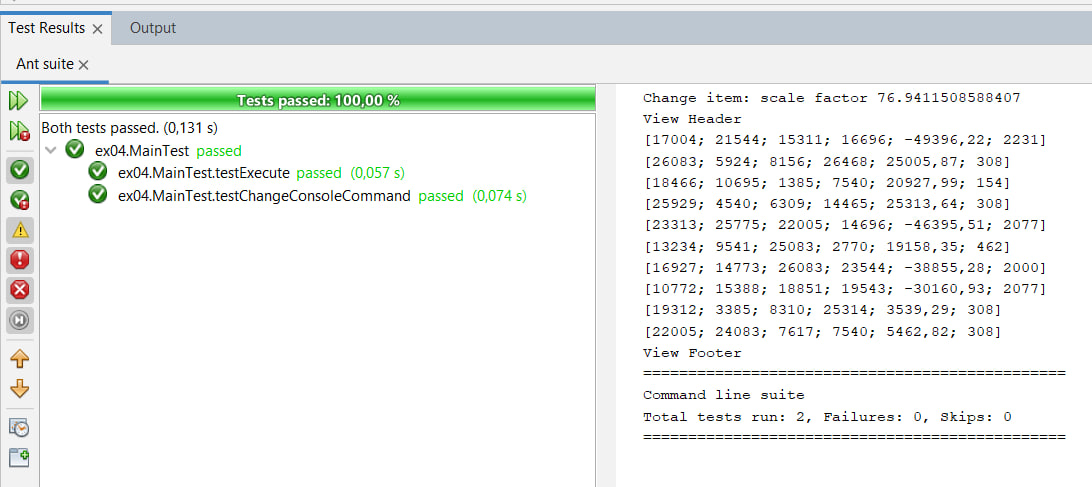 Test Results
Output
Ant suite
Tests passed: 100,00 %
Both tests passed. (0,131 s)
ex04.MainTest passed
ex04.MainTest.testExecute passed (0,057 s)
ex04.MainTest.testChangeConsoleCommand passed (0,074 s)
Change item: scale factor 76.9411508588407
View Header
[17004; 21544; 15311; 16696; -49396,22; 2231]
[26083; 5924; 8156; 26468; 25005,87; 308]
[18466; 10695; 1385; 7540; 20927,99; 154]
[25929; 4540; 6309; 14465; 25313,64; 308]
[23313; 25775; 22005; 14696; -46395,51; 2077]
[13234; 9541; 25083; 2770; 19158,35; 462]
[16927; 14773; 26083; 23544; -38855,28; 2000]
[10772; 15388; 18851; 19543; -30160,93; 2077]
[19312; 3385; 8310; 25314; 3539,29; 308]
[22005; 24083; 7617; 7540; 5462,82; 308]
View Footer
===============================================
Command line suite
Total tests run: 2, Failures: 0, Skips: 0
===============================================